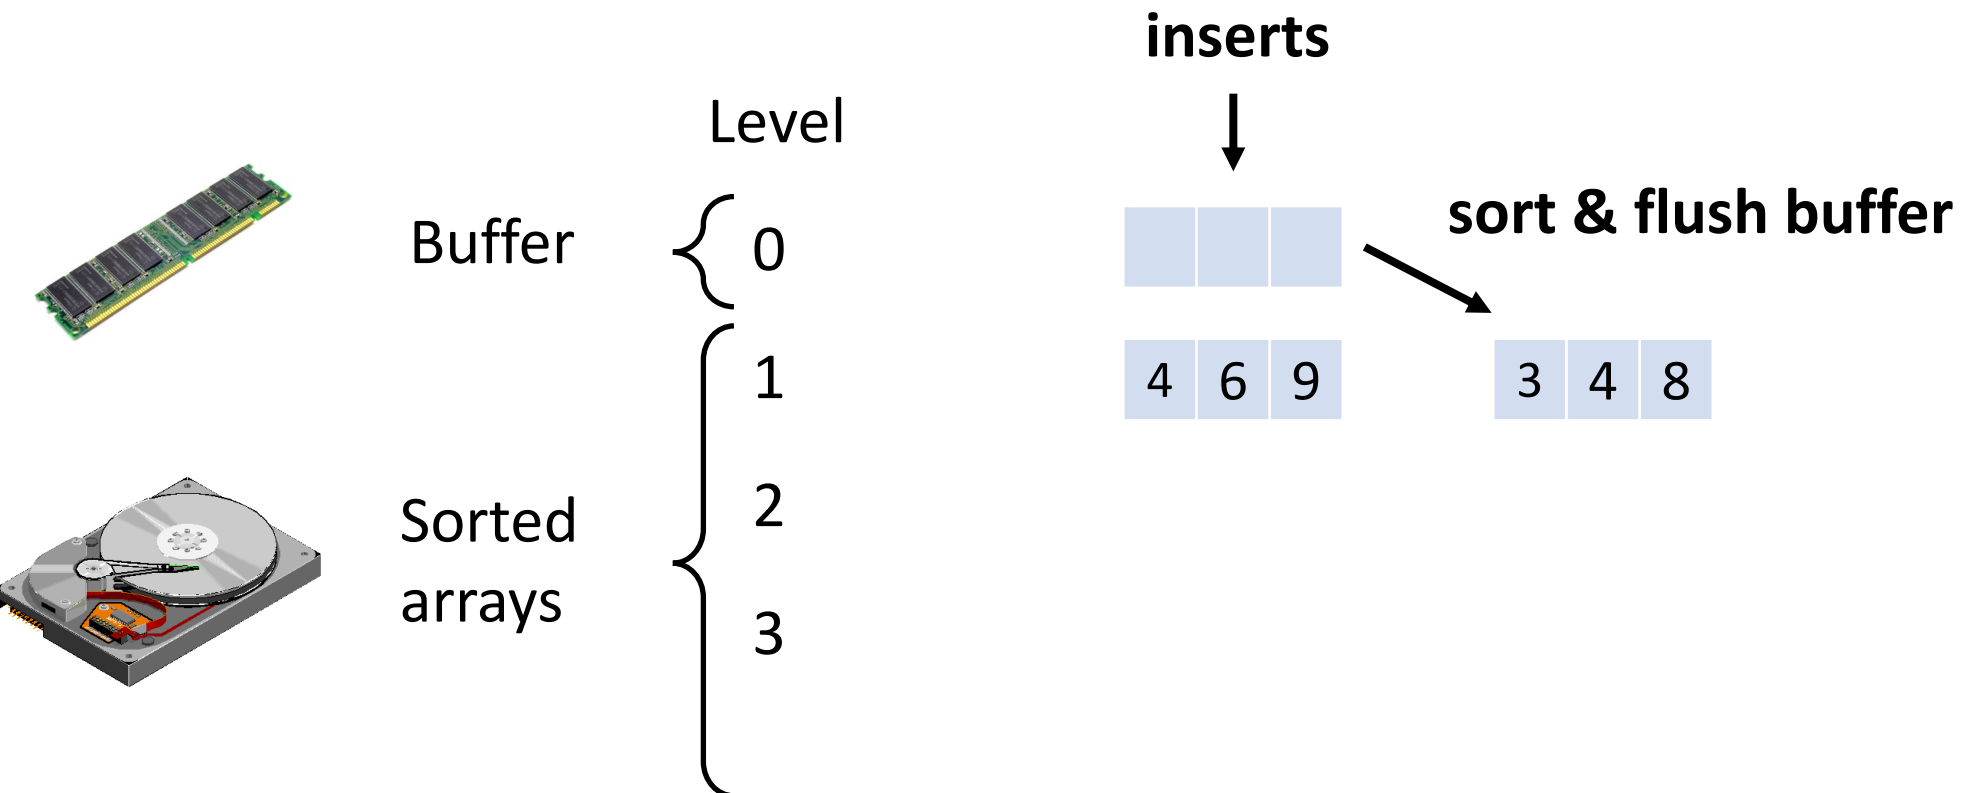 inserts
Level
Buffer
0
sort & flush buffer
1
4 6 9
3 4 8
2
Sorted
arrays
3